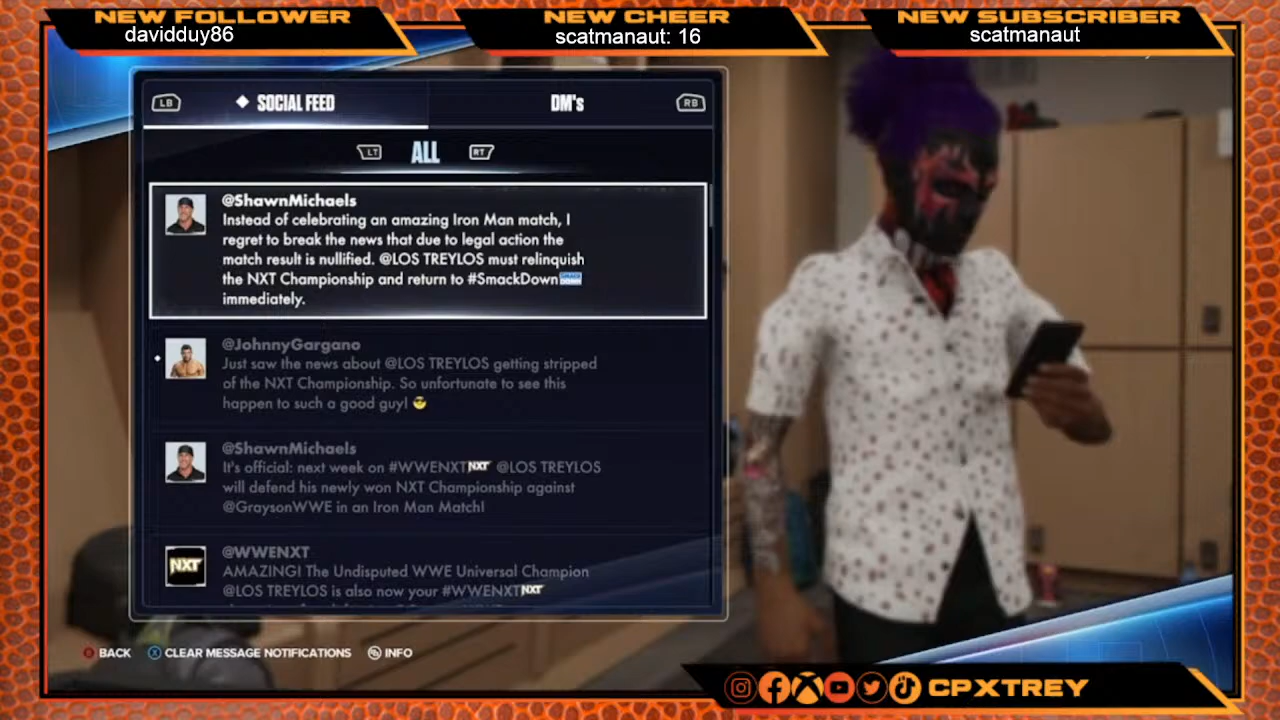 NEW FOLLOWER
davidduy86
NEW CHEER
scatmanaut: 16
NEW SUBSCRIBER
scatmanaut
LB
SOCIAL FEED
DM's
RB
LT
ALL
RT
@ShawnMichaels
Instead of celebrating an amazing Iron Man match, I
regret to break the news that due to legal action the
match result is nullified. @LOS TREYLOS must relinquish
the NXT Championship and return to #SmackDown
immediately.
@JohnnyGargano
Just saw the news about @LOS TREYLOS getting stripped
of the NXT Championship. So unfortunate to see this
happen to such a good guy! 😎
@ShawnMichaels
It's official: next week on #WWENXT NXT @LOS TREYLOS
will defend his newly won NXT Championship against
@GraysonWWE in an Iron Man Match!
NXT
@WWENXT
AMAZING! The Undisputed WWE Universal Champion
@LOS TREYLOS is also now your #WWENXT NXT
BACK
X
CLEAR MESSAGE NOTIFICATIONS
INFO
CPXTREY